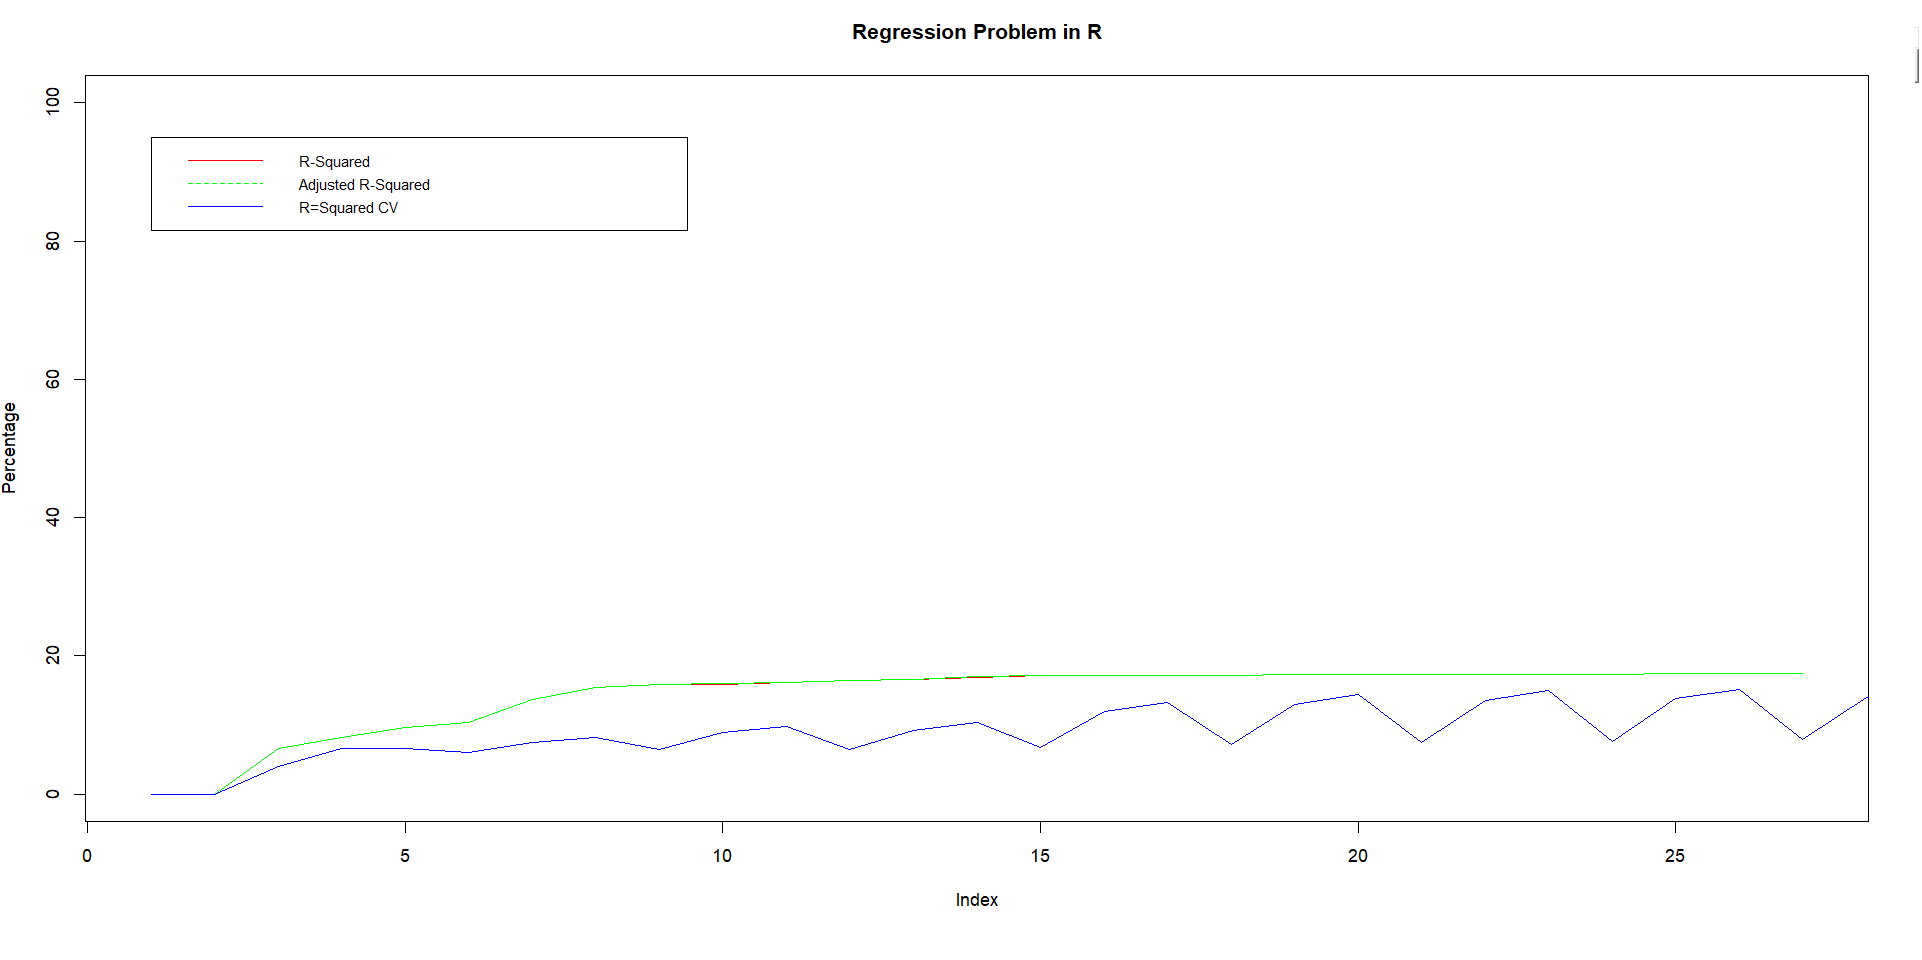 Regression Problem in R
100
80
60
40
20
0
Percentage
R-Squared
Adjusted R-Squared
R=Squared CV
0 5 10 15 20 25
Index